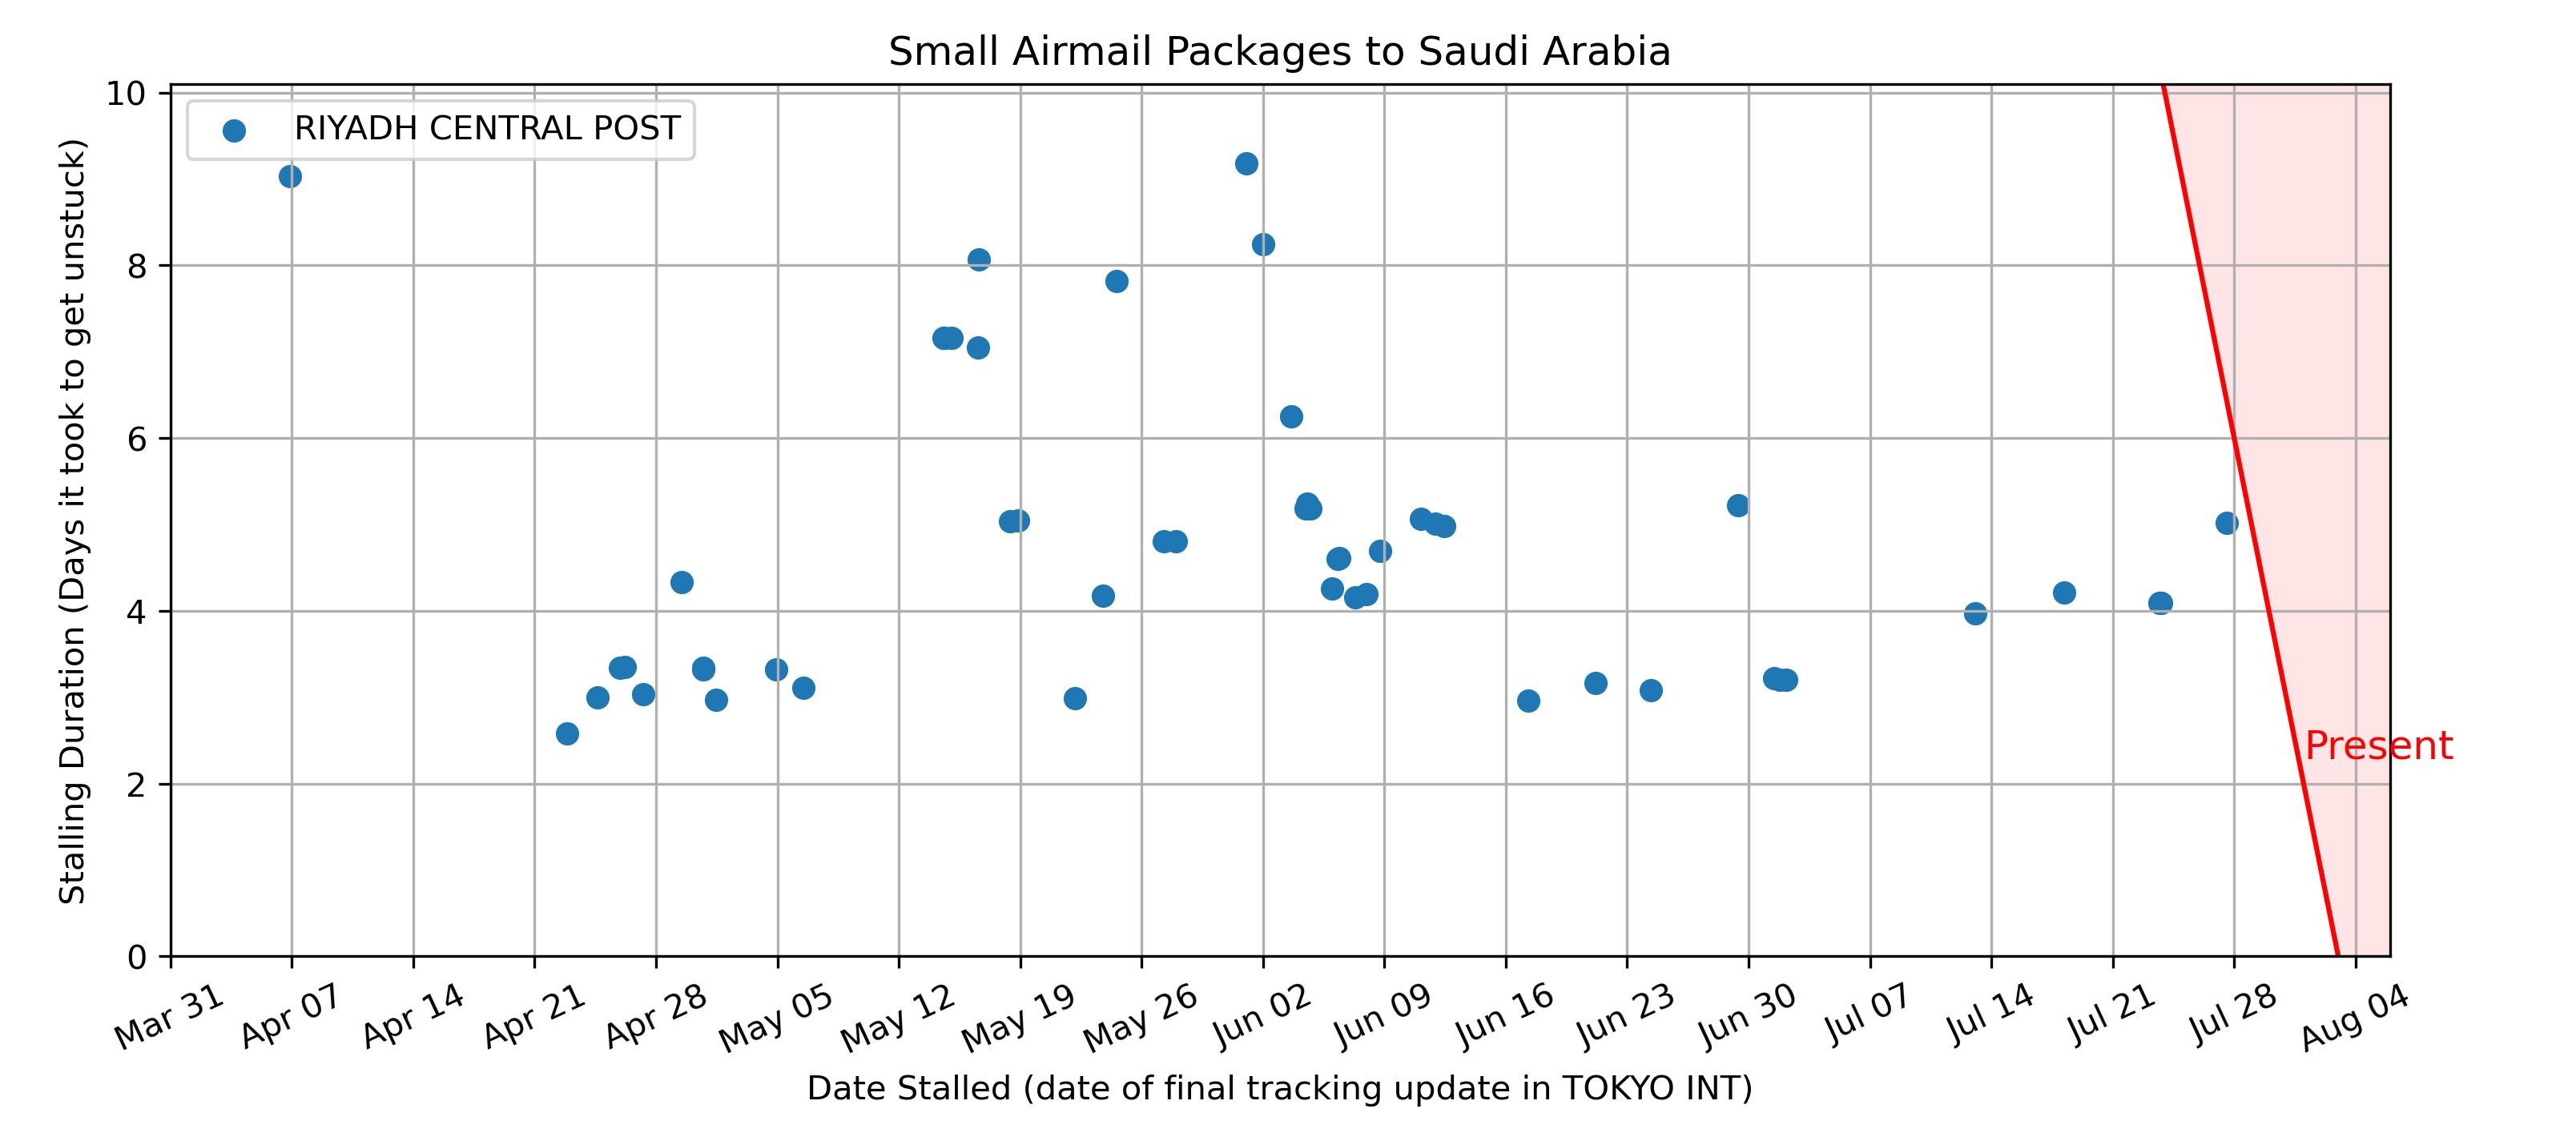 Small Airmail Packages to Saudi Arabia
RIYADH CENTRAL POST
Stalling Duration (Days it took to get unstuck)
10
8
6
4
2
0
Present
Mar 31
Apr 07
Apr 14
Apr 21
Apr 28
May 05
May 12
May 19
May 26
Jun 02
Jun 09
Jun 16
Jun 23
Jun 30
Jul 07
Jul 14
Jul 21
Jul 28
Aug 04
Date Stalled (date of final tracking update in TOKYO INT)